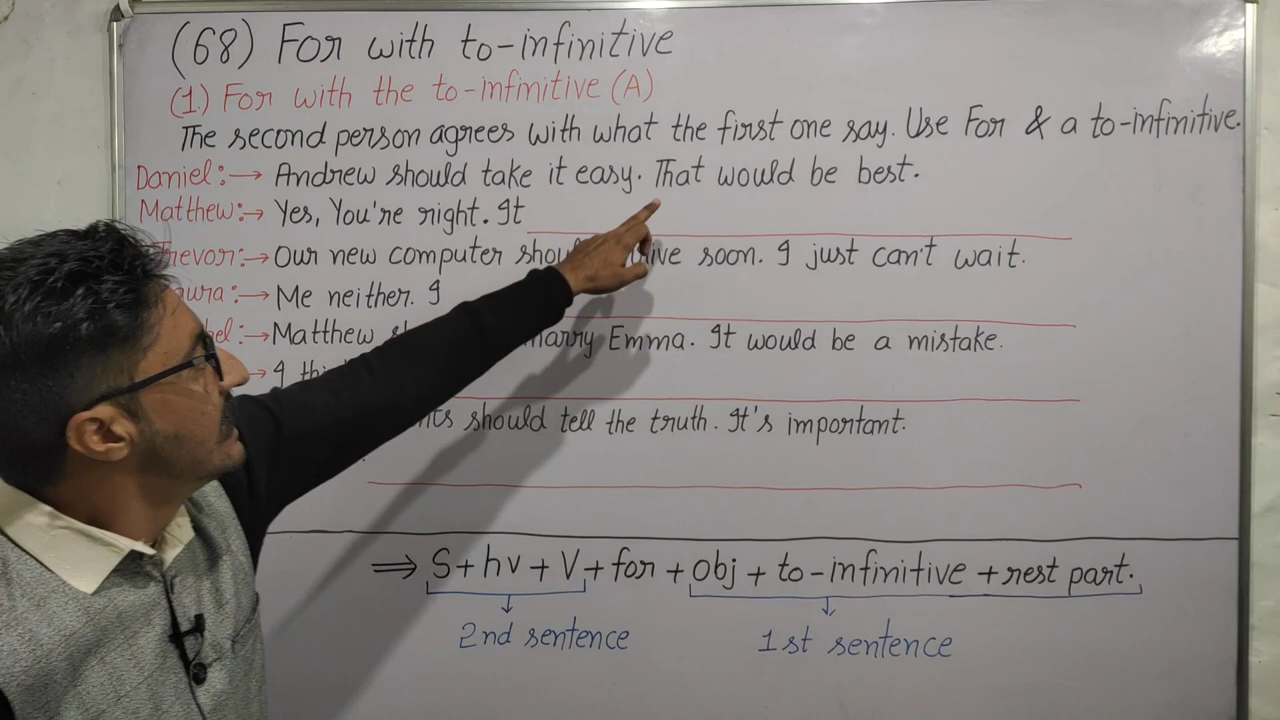 (68) For with to-infinitive
(1.) For with the to-infinitive (A)
The second person agrees with what the first one say. Use For & a to-infinitive.
Daniel:→ Andrew should take it easy. That would be best.
Matthew:→ Yes, You're right. It
Trevor:→ Our new computer should arrive soon. I just can't wait.
→ Me neither. I
→ Matthew marry Emma. It would be a mistake.
→ I
should tell the truth. It's important.
⇒ S+hv+V+for+obj+to-infinitive+rest part.
2nd sentence 1st sentence